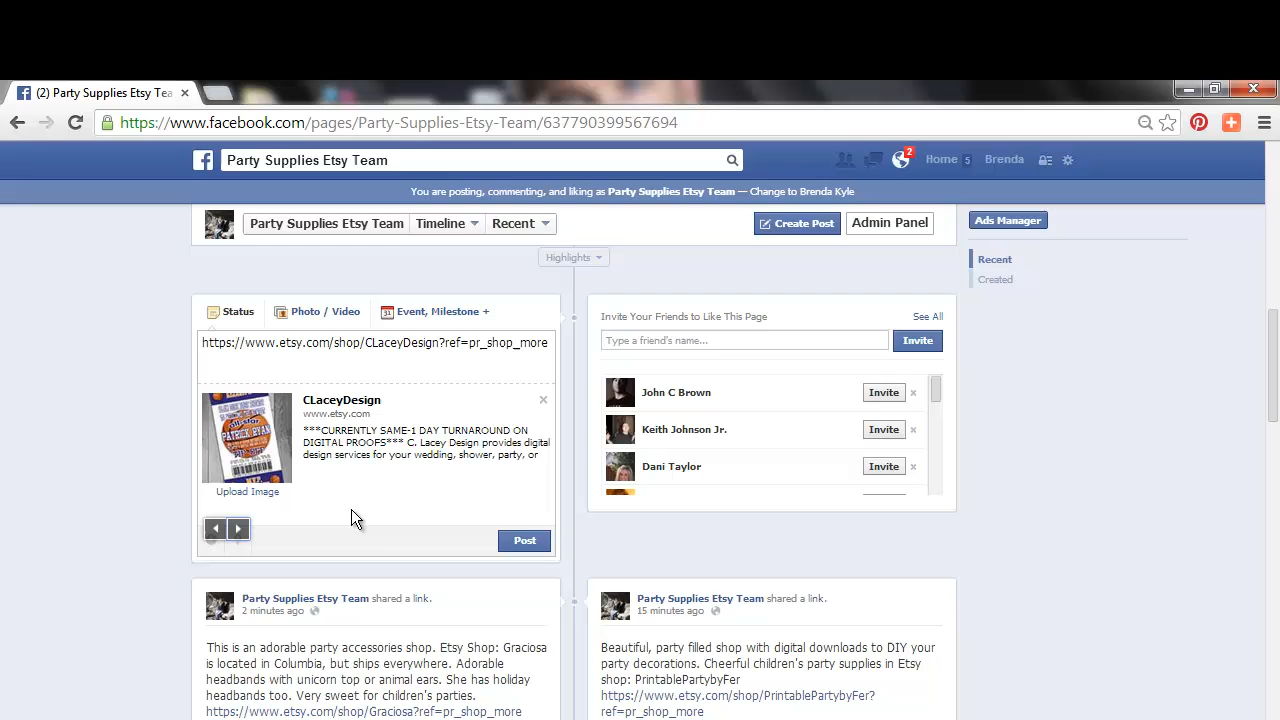 (2) Party Supplies Etsy Tea
https://www.facebook.com/pages/Party-Supplies-Etsy-Team/637790399567694
Party Supplies Etsy Team
2
Home 5
Brenda
You are posting, commenting, and liking as Party Supplies Etsy Team — Change to Brenda Kyle
Party Supplies Etsy Team
Timeline
Recent
Create Post
Admin Panel
Ads Manager
Highlights
Recent
Created
Status
Photo / Video
31
Event, Milestone +
https://www.etsy.com/shop/CLaceyDesign?ref=pr_shop_more
allstar
PATRICK RYAN
CLaceyDesign
www.etsy.com
***CURRENTLY SAME-1 DAY TURNAROUND ON
DIGITAL PROOFS*** C. Lacey Design provides digital
design services for your wedding, shower, party, or
Upload Image
Post
Invite Your Friends to Like This Page
See All
Type a friend's name...
Invite
John C Brown
Invite
Keith Johnson Jr.
Invite
Dani Taylor
Invite
Party Supplies Etsy Team shared a link.
2 minutes ago
This is an adorable party accessories shop. Etsy Shop: Graciosa
is located in Columbia, but ships everywhere. Adorable
headbands with unicorn top or animal ears. She has holiday
headbands too. Very sweet for children's parties.
https://www.etsy.com/shop/Graciosa?ref=pr_shop_more
Party Supplies Etsy Team shared a link.
15 minutes ago
Beautiful, party filled shop with digital downloads to DIY your
party decorations. Cheerful children's party supplies in Etsy
shop: PrintablePartybyFer
https://www.etsy.com/shop/PrintablePartybyFer?
ref=pr_shop_more